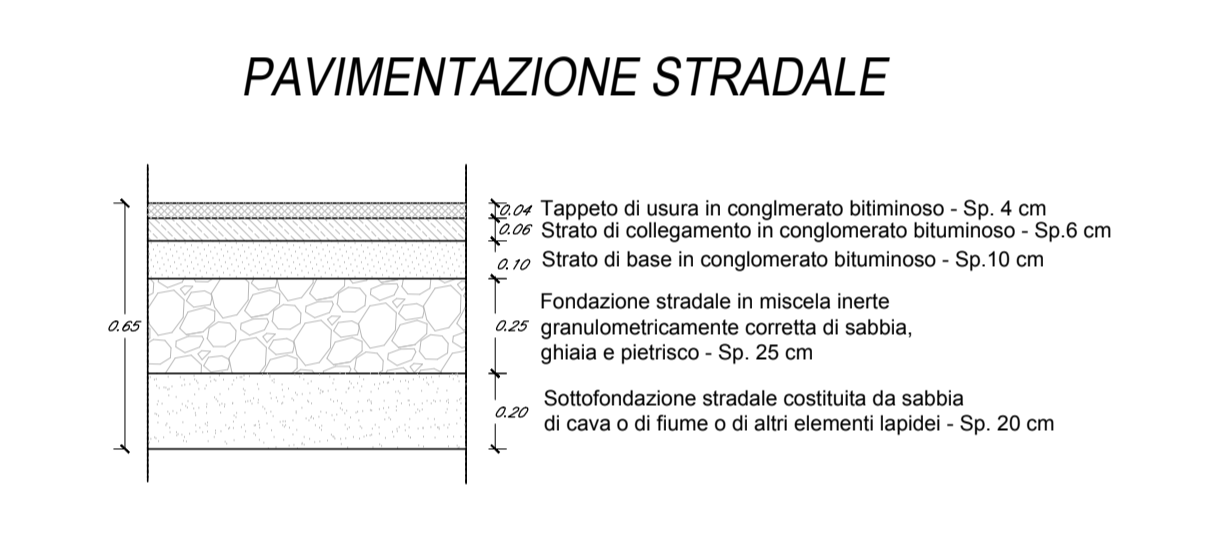 PAVIMENTAZIONE STRADALE
0.04 Tappeto di usura in conglmerato bitiminoso - Sp. 4 cm
0.06 Strato di collegamento in conglomerato bituminoso - Sp.6 cm
0.10 Strato di base in conglomerato bituminoso - Sp.10 cm
Fondazione stradale in miscela inerte
0.65
0.25 granulometricamente corretta di sabbia,
ghiaia e pietrisco - Sp. 25 cm
Sottofondazione stradale costituita da sabbia
0.20
di cava o di fiume o di altri elementi lapidei - Sp. 20 cm